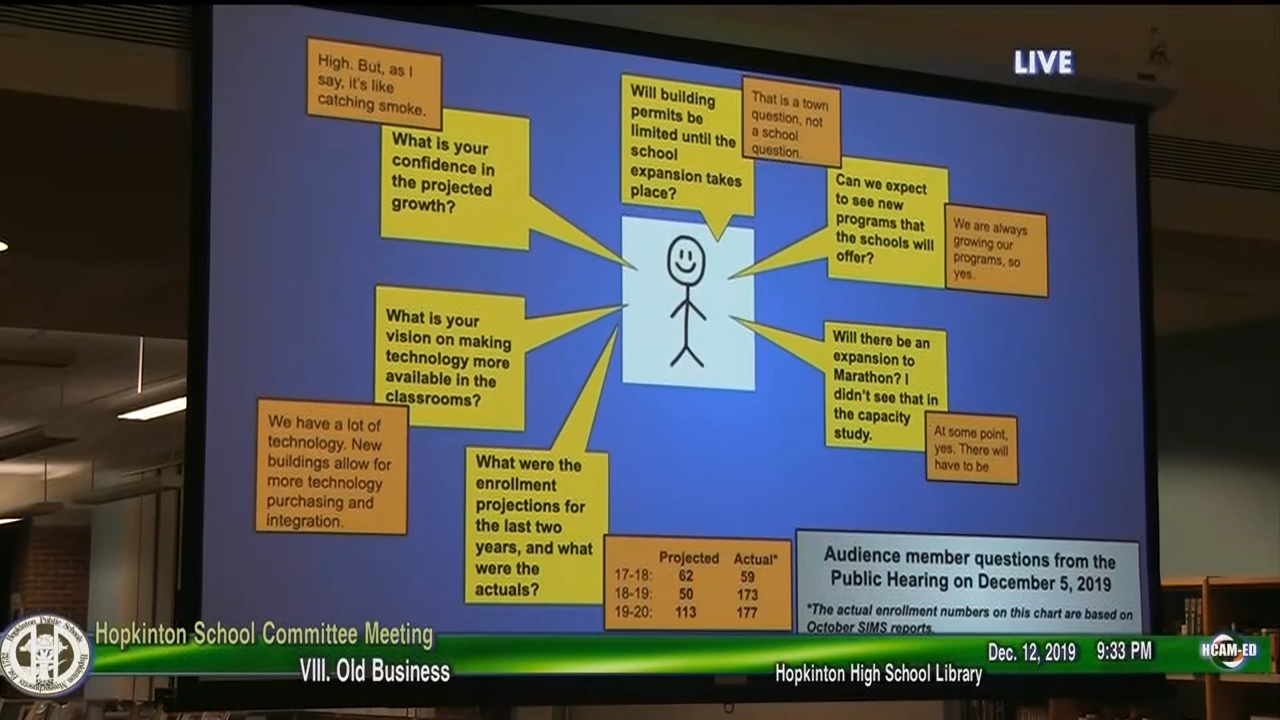 LIVE
High. But, as I
say, it's like
catching smoke.
What is your
confidence in
the projected
growth?
Will building
permits be
limited until the
school
expansion takes
place?
That is a town
question, not
a school
question.
Can we expect
to see new
programs that
the schools will
offer?
We are always
growing our
programs, so
yes.
What is your
vision on making
technology more
available in the
classrooms?
We have a lot of
technology. New
buildings allow for
more technology
purchasing and
integration.
Will there be an
expansion to
Marathon? I
didn't see that in
the capacity
study.
At some point,
yes. There will
have to be
What were the
enrollment
projections for
the last two
years, and what
were the
actuals?
Projected Actual*
17-18: 62 59
18-19: 50 173
19-20: 113 177
Audience member questions from the
Public Hearing on December 5, 2019
*The actual enrollment numbers on this chart are based on
October SIMS reports.
Hopkinton School Committee Meeting
VIII. Old Business
Hopkinton High School Library
Dec. 12, 2019 9:33 PM
HCAM-ED
Hopkinton Public Schools